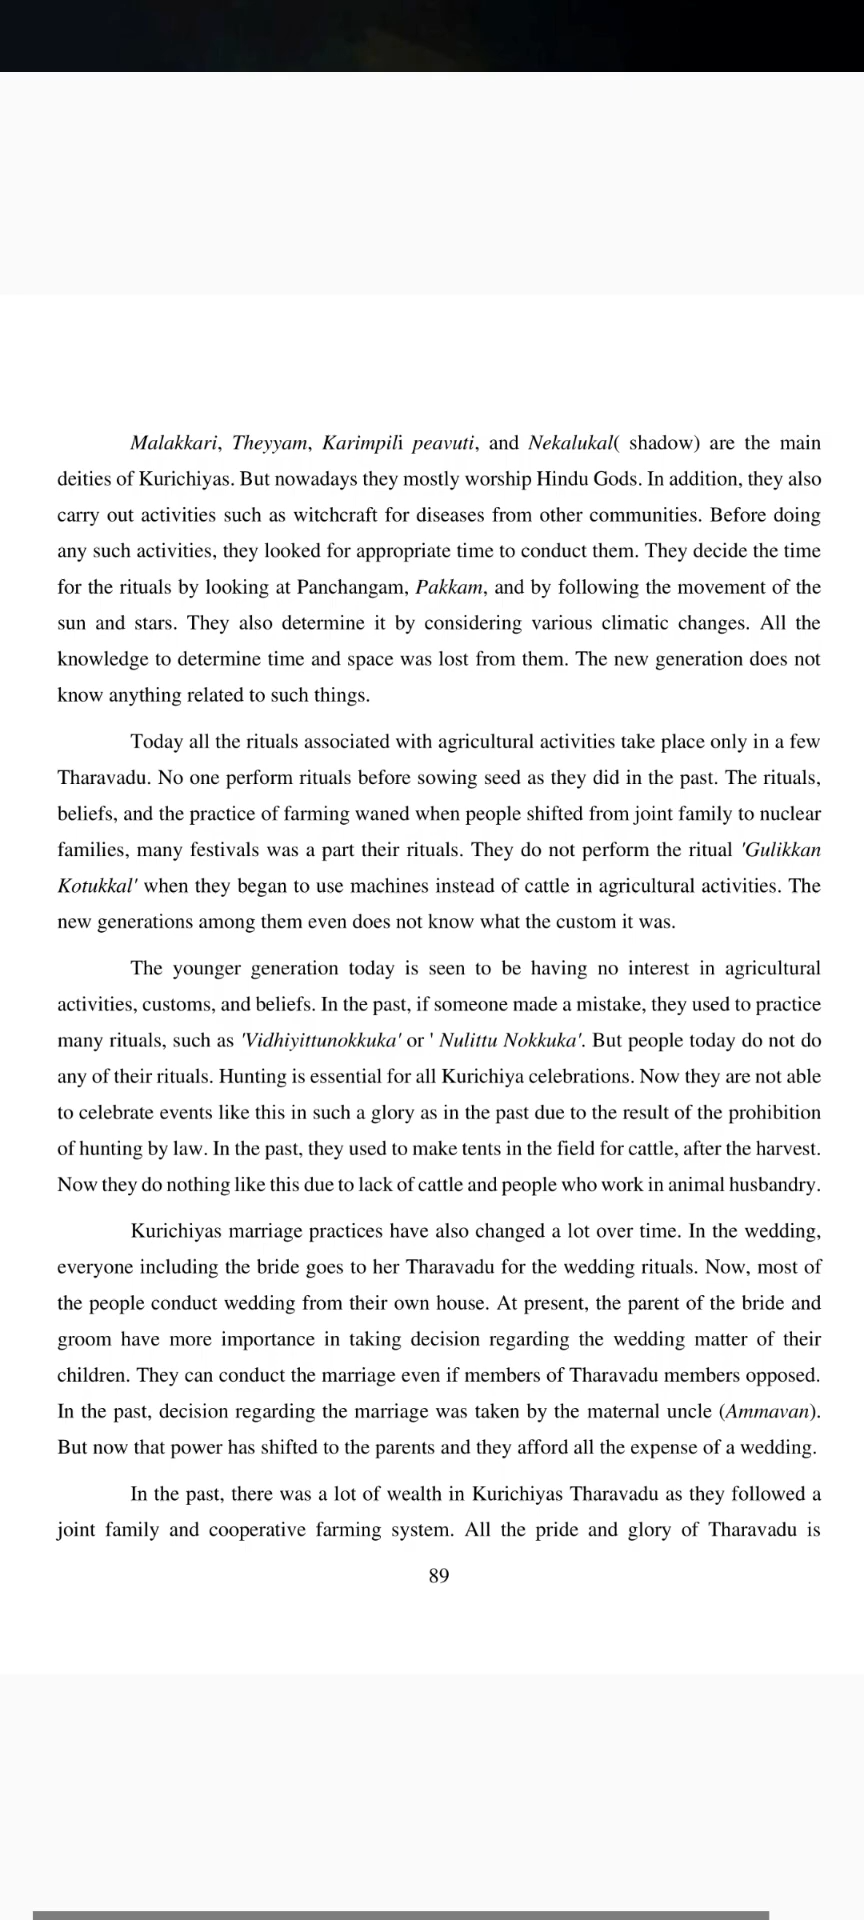 Malakkari, Theyyam, Karimpili peavuti, and Nekalukal( shadow) are the main
deities of Kurichiyas. But nowadays they mostly worship Hindu Gods. In addition, they also
carry out activities such as witchcraft for diseases from other communities. Before doing
any such activities, they looked for appropriate time to conduct them. They decide the time
for the rituals by looking at Panchangam, Pakkam, and by following the movement of the
sun and stars. They also determine it by considering various climatic changes. All the
knowledge to determine time and space was lost from them. The new generation does not
know anything related to such things.
Today all the rituals associated with agricultural activities take place only in a few
Tharavadu. No one perform rituals before sowing seed as they did in the past. The rituals,
beliefs, and the practice of farming waned when people shifted from joint family to nuclear
families, many festivals was a part their rituals. They do not perform the ritual 'Gulikkan
Kotukkal' when they began to use machines instead of cattle in agricultural activities. The
new generations among them even does not know what the custom it was.
The younger generation today is seen to be having no interest in agricultural
activities, customs, and beliefs. In the past, if someone made a mistake, they used to practice
many rituals, such as 'Vidhiyittunokkuka' or ' Nulittu Nokkuka'. But people today do not do
any of their rituals. Hunting is essential for all Kurichiya celebrations. Now they are not able
to celebrate events like this in such a glory as in the past due to the result of the prohibition
of hunting by law. In the past, they used to make tents in the field for cattle, after the harvest.
Now they do nothing like this due to lack of cattle and people who work in animal husbandry.
Kurichiyas marriage practices have also changed a lot over time. In the wedding,
everyone including the bride goes to her Tharavadu for the wedding rituals. Now, most of
the people conduct wedding from their own house. At present, the parent of the bride and
groom have more importance in taking decision regarding the wedding matter of their
children. They can conduct the marriage even if members of Tharavadu members opposed.
In the past, decision regarding the marriage was taken by the maternal uncle (Ammavan).
But now that power has shifted to the parents and they afford all the expense of a wedding.
In the past, there was a lot of wealth in Kurichiyas Tharavadu as they followed a
joint family and cooperative farming system. All the pride and glory of Tharavadu is
89